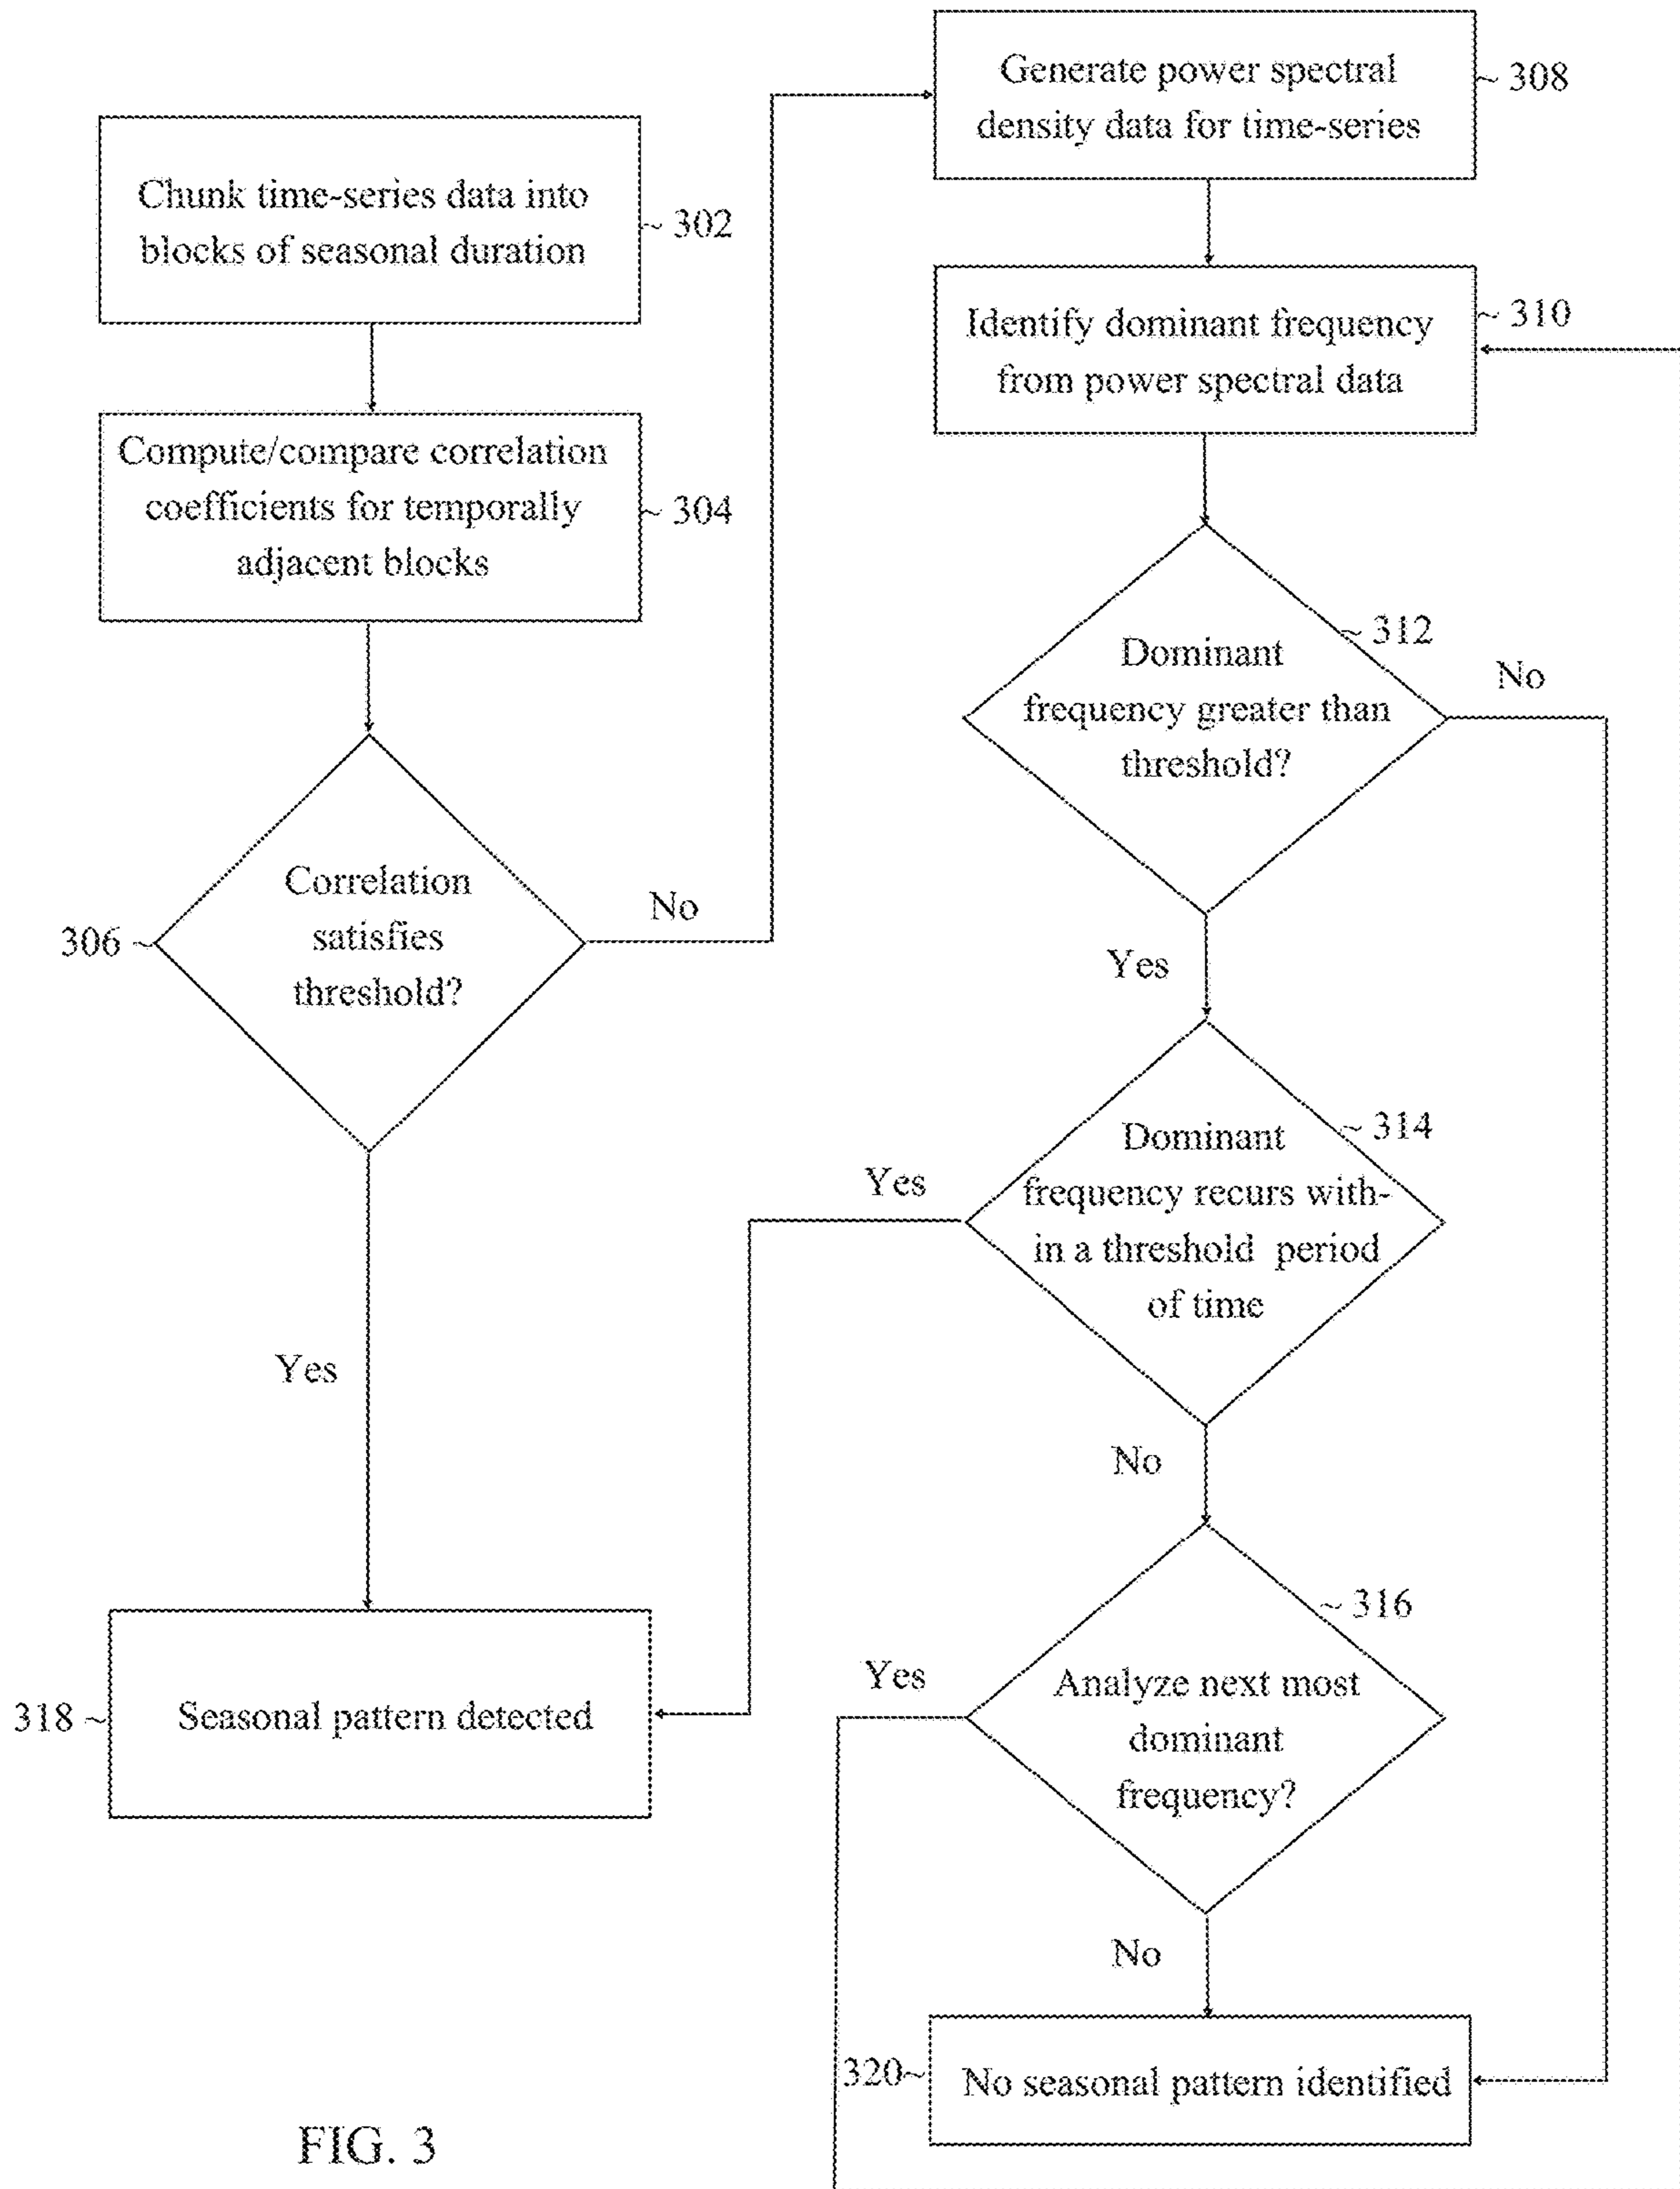 Chunk time-series data into
blocks of seasonal duration
~ 302
Compute/compare correlation
coefficients for temporally
adjacent blocks
~ 304
Correlation
satisfies
threshold?
306 ~
No
Yes
Seasonal pattern detected
318 ~
Generate power spectral
density data for time-series
~ 308
Identify dominant frequency
from power spectral data
~ 310
Dominant
frequency greater than
threshold?
~ 312
No
Yes
Dominant
frequency recurs with-
in a threshold period
of time
~ 314
Yes
No
Analyze next most
dominant
frequency?
~ 316
Yes
No
No seasonal pattern identified
320~
FIG. 3